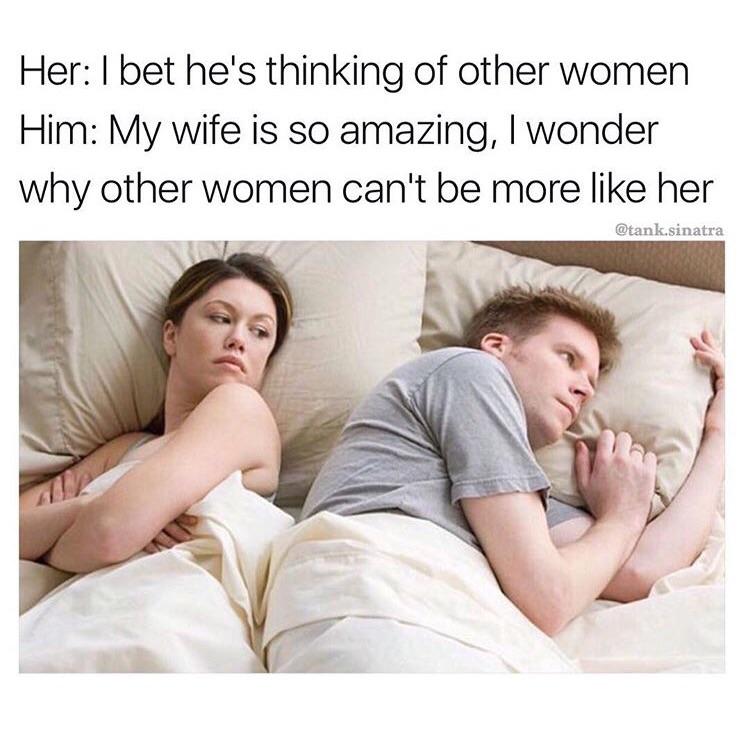 Her: I bet he's thinking of other women
Him: My wife is so amazing, I wonder
why other women can't be more like her
@tank.sinatra